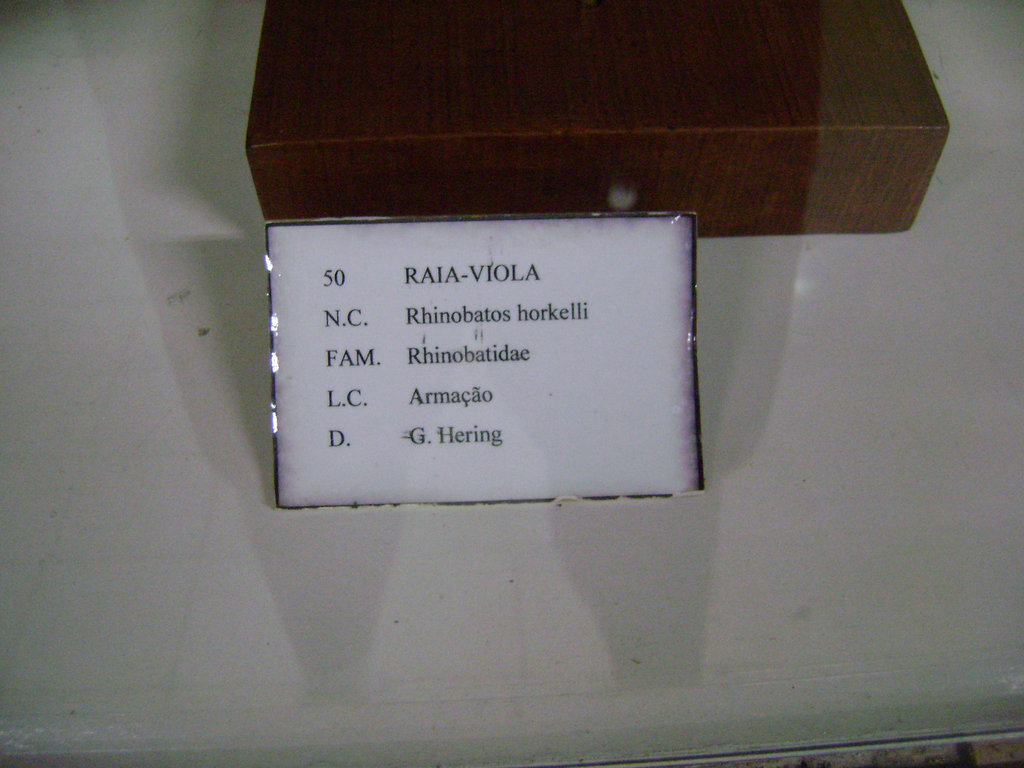 50 RAIA-VIOLA
N.C. Rhinobatos horkelli
FAM. Rhinobatidae
L.C. Armação
D. G. Hering